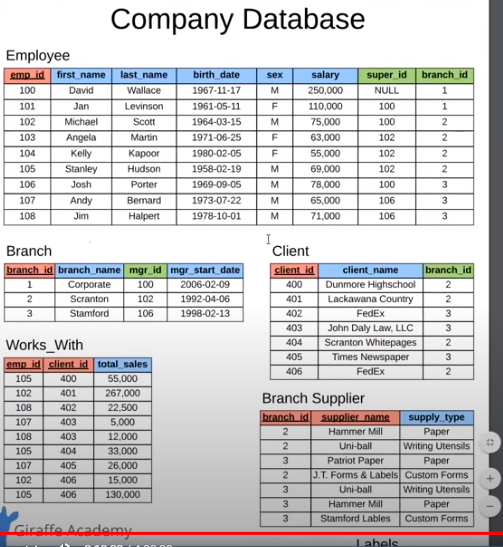 Company Database
Employee
emp_id first_name last_name birth_date sex salary super_id branch_id
100 David Wallace 1967-11-17 M 250,000 NULL 1
101 Jan Levinson 1961-05-11 F 110,000 100 1
102 Michael Scott 1964-03-15 M 75,000 100 2
103 Angela Martin 1971-06-25 F 63,000 102 2
104 Kelly Kapoor 1980-02-05 F 55,000 102 2
105 Stanley Hudson 1958-02-19 M 69,000 102 2
106 Josh Porter 1969-09-05 M 78,000 100 3
107 Andy Bernard 1973-07-22 M 65,000 106 3
108 Jim Halpert 1978-10-01 M 71,000 106 3
Branch
branch_id branch_name mgr_id mgr_start_date
1 Corporate 100 2006-02-09
2 Scranton 102 1992-04-06
3 Stamford 106 1998-02-13
Client
client_id client_name branch_id
400 Dunmore Highschool 2
401 Lackawana Country 2
402 FedEx 3
403 John Daly Law, LLC 3
404 Scranton Whitepages 2
405 Times Newspaper 3
406 FedEx 2
Works_With
emp_id client_id total_sales
105 400 55,000
102 401 267,000
108 402 22,500
107 403 5,000
108 403 12,000
105 404 33,000
107 405 26,000
102 406 15,000
105 406 130,000
Branch Supplier
branch_id supplier_name supply_type
2 Hammer Mill Paper
2 Uni-ball Writing Utensils
3 Patriot Paper Paper
2 J.T. Forms & Labels Custom Forms
3 Uni-ball Writing Utensils
3 Hammer Mill Paper
3 Stamford Lables Custom Forms
Giraffe Academy
Labels